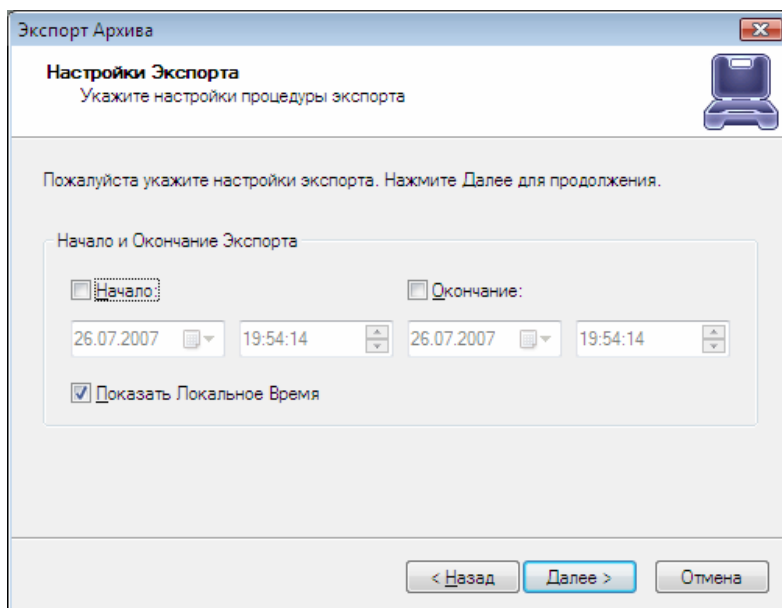 Экспорт Архива
Настройки Экспорта
Укажите настройки процедуры экспорта
Пожалуйста укажите настройки экспорта. Нажмите Далее для продолжения.
Начало и Окончание Экспорта
Начало: Окончание:
26.07.2007 19:54:14 26.07.2007 19:54:14
Показать Локальное Время
< Назад Далее > Отмена